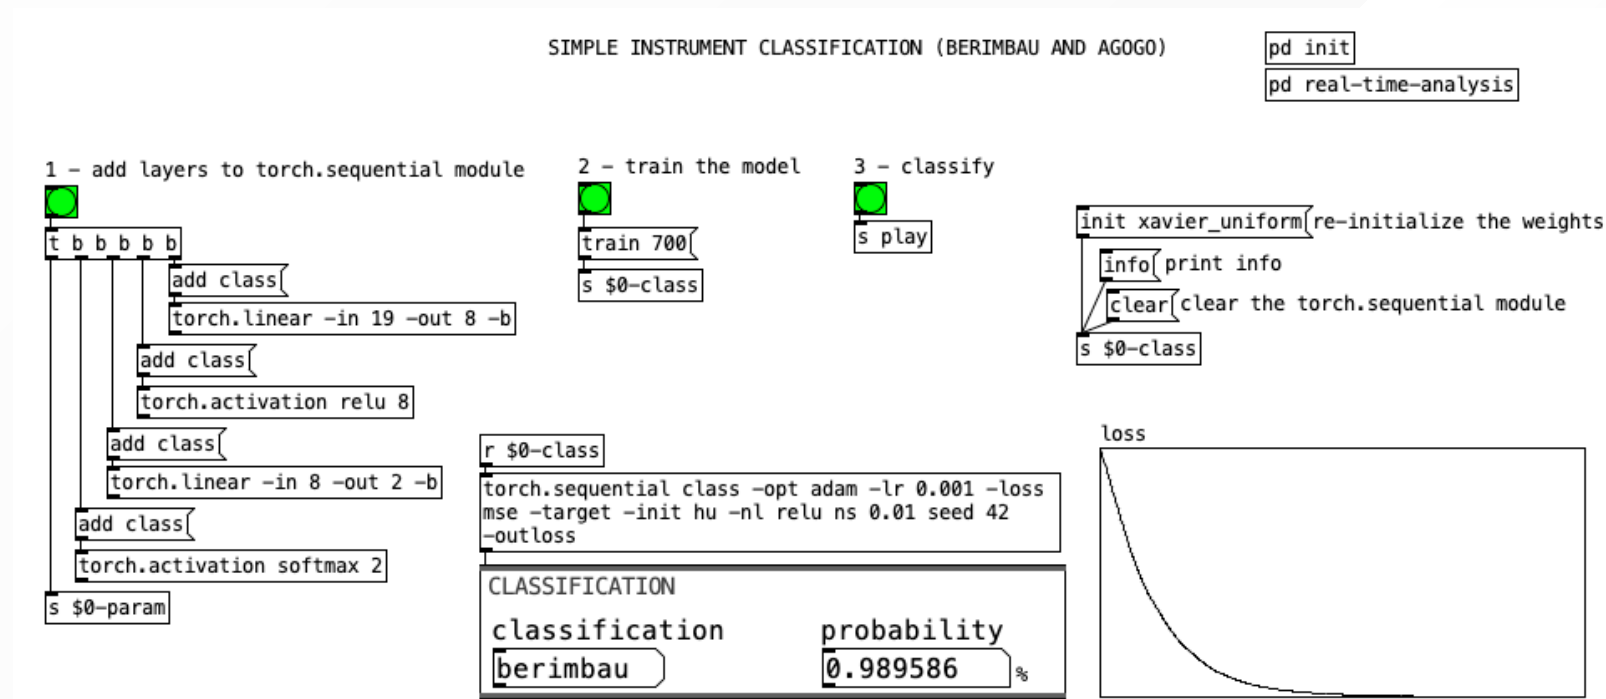 SIMPLE INSTRUMENT CLASSIFICATION (BERIMBAU AND AGOGO)
pd init
pd real-time-analysis
1 - add layers to torch.sequential module
t b b b b b
add class
torch.linear -in 19 -out 8 -b
add class
torch.activation relu 8
add class
torch.linear -in 8 -out 2 -b
add class
torch.activation softmax 2
s $0-param
2 - train the model
train 700
s $0-class
3 - classify
s play
init xavier_uniform re-initialize the weights
info print info
clear clear the torch.sequential module
s $0-class
r $0-class
torch.sequential class -opt adam -lr 0.001 -loss
mse -target -init hu -nl relu ns 0.01 seed 42
-outloss
CLASSIFICATION
classification probability
berimbau 0.989586 %
loss